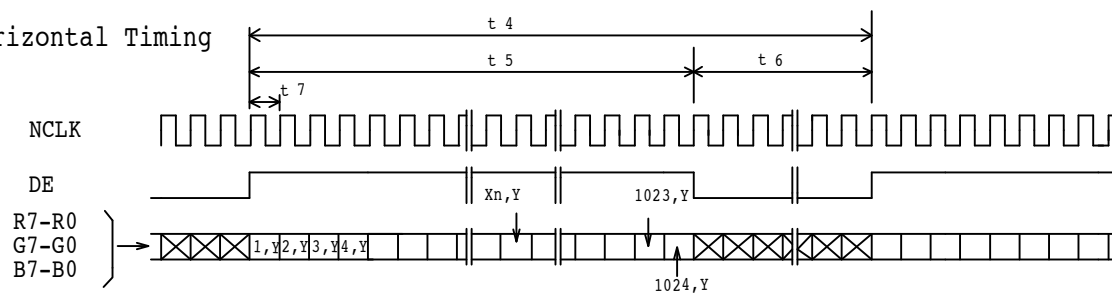 t 4
rizontal Timing
t 5
t 6
t 7
NCLK
DE
Xn,Y
1023,Y
R7-R0
G7-G0
B7-B0
1,Y 2,Y 3,Y 4,Y
1024,Y